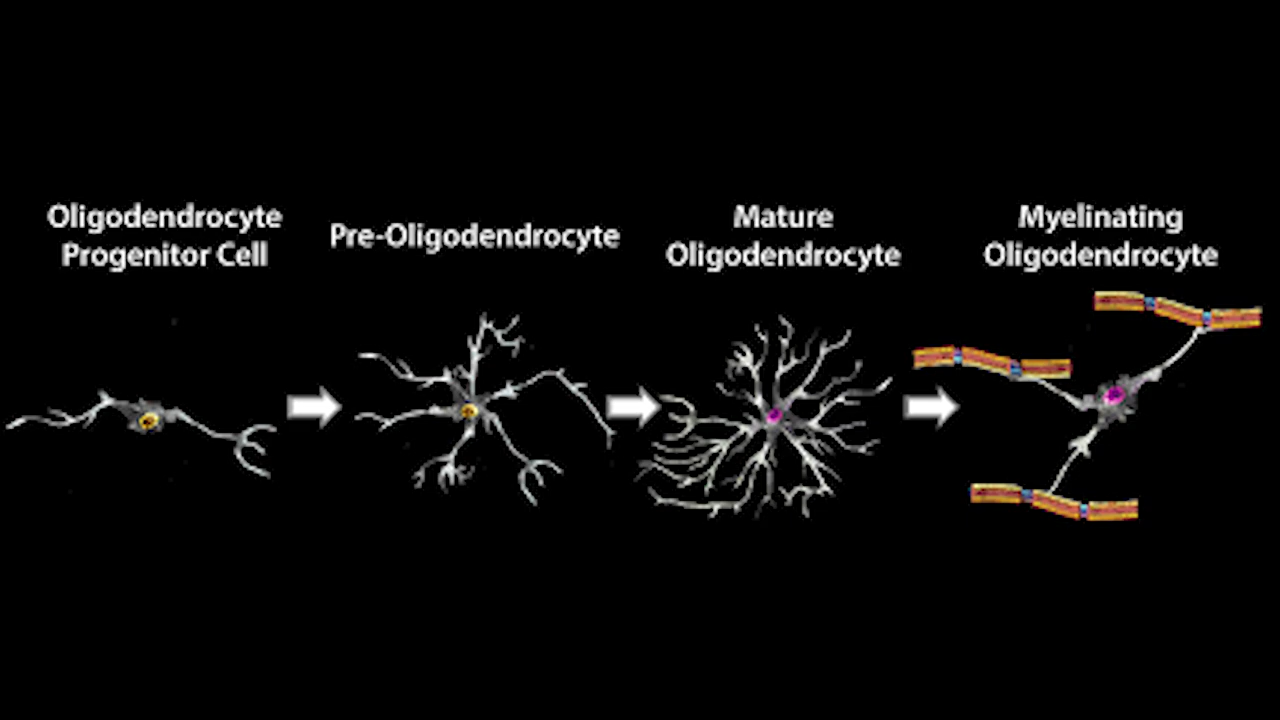 Oligodendrocyte
Progenitor Cell
Pre-Oligodendrocyte
Mature
Oligodendrocyte
Myelinating
Oligodendrocyte